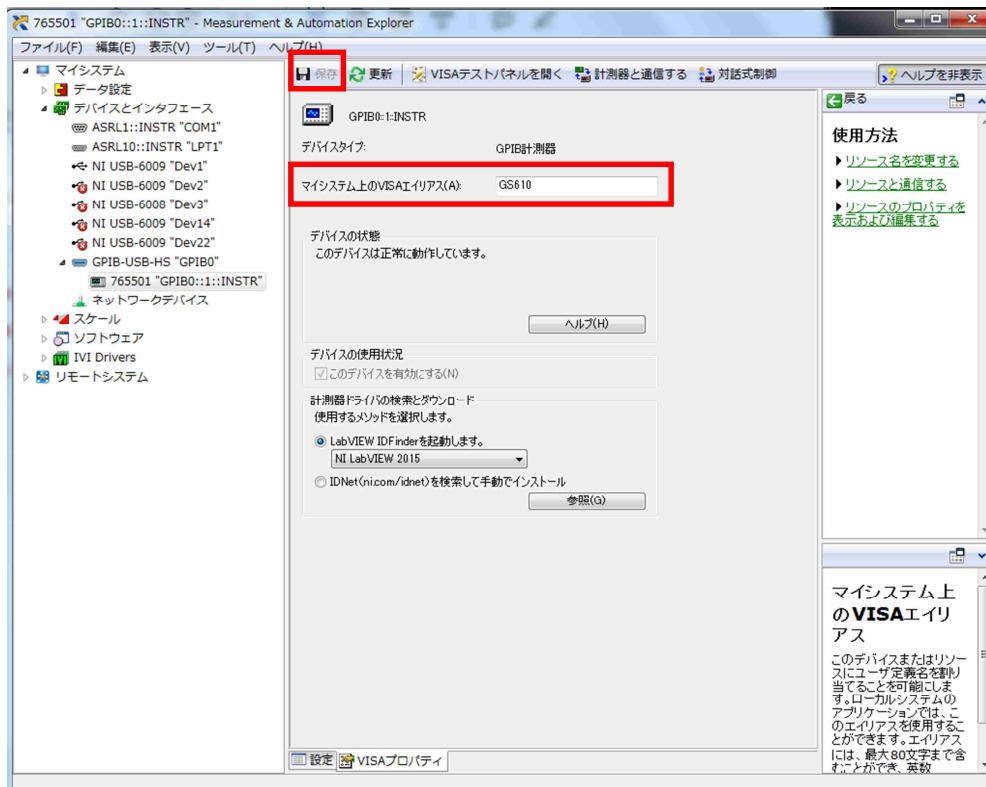 765501 "GPIB0::1::INSTR" - Measurement & Automation Explorer
ファイル(F) 編集(E) 表示(V) ツール(T) ヘルプ(H)
マイシステム
データ設定
デバイスとインタフェース
ASRL1::INSTR "COM1"
ASRL10::INSTR "LPT1"
NI USB-6009 "Dev1"
NI USB-6009 "Dev2"
NI USB-6008 "Dev3"
NI USB-6009 "Dev14"
NI USB-6009 "Dev22"
GPIB-USB-HS "GPIB0"
765501 "GPIB0::1::INSTR"
ネットワークデバイス
スケール
ソフトウェア
IVI Drivers
リモートシステム
保存 更新 VISAテストパネルを開く 計測器と通信する 対話式制御 ヘルプを非表示
GPIB0::1::INSTR
デバイスタイプ: GPIB計測器
マイシステム上のVISAエイリアス(A): GS610
デバイスの状態
このデバイスは正常に動作しています。
ヘルプ(H)
デバイスの使用状況
このデバイスを有効にする(N)
計測器ドライバの検索とダウンロード
使用するメソッドを選択します。
LabVIEW IDFinderを起動します。
NI LabVIEW 2015
IDNet(ni.com/idnet)を検索して手動でインストール
参照(G)
設定 VISAプロパティ
戻る
使用方法
リソース名を変更する
リソースと通信する
リソースのプロパティを
表示および編集する
マイシステム上
のVISAエイリ
アス
このデバイスまたはリソー
スにユーザ定義名を割り
当てることを可能にしま
す。ローカルシステムの
アプリケーションでは、こ
のエイリアスを使用するこ
とができます。エイリアス
には、最大80文字まで含
むことができ、英数